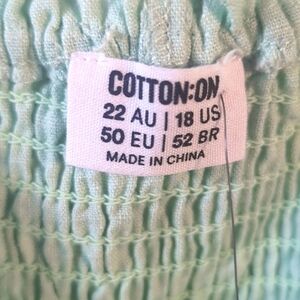 COTTON:ON
22 AU | 18 US
50 EU | 52 BR
MADE IN CHINA